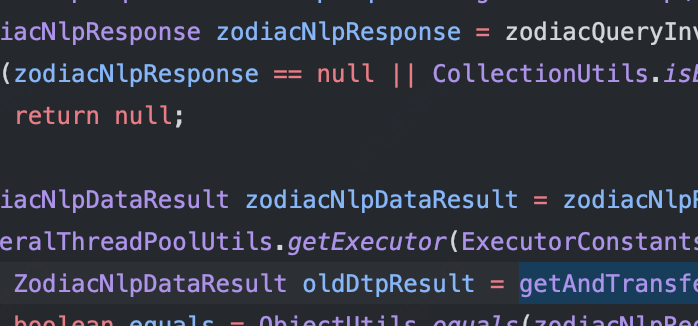 iacNlpResponse zodiacNlpResponse = zodiacQueryInv
(zodiacNlpResponse == null || CollectionUtils.isE
return null;
iacNlpDataResult zodiacNlpDataResult = zodiacNlpR
eralThreadPoolUtils.getExecutor(ExecutorConstants
ZodiacNlpDataResult oldDtpResult = getAndTransfe
boolean equals = ObjectUtils.equals(zodiacNlpRe